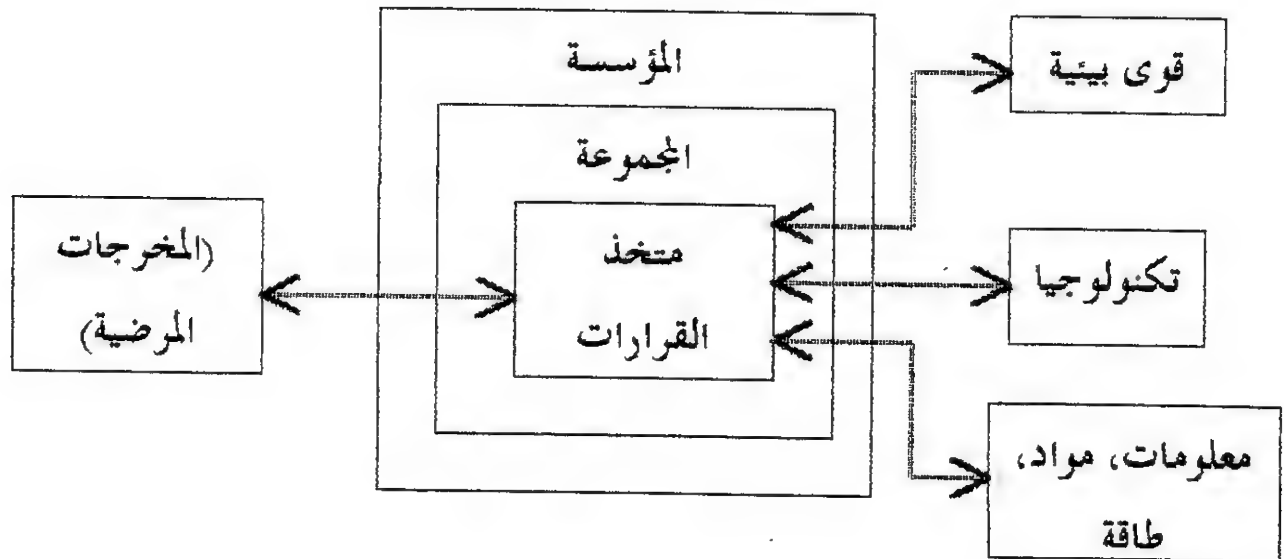 المؤسسة
قوى بيئية
المجموعة
متخذ
القرارات
(المخرجات
المرضية)
تكنولوجيا
معلومات، مواد،
طاقة